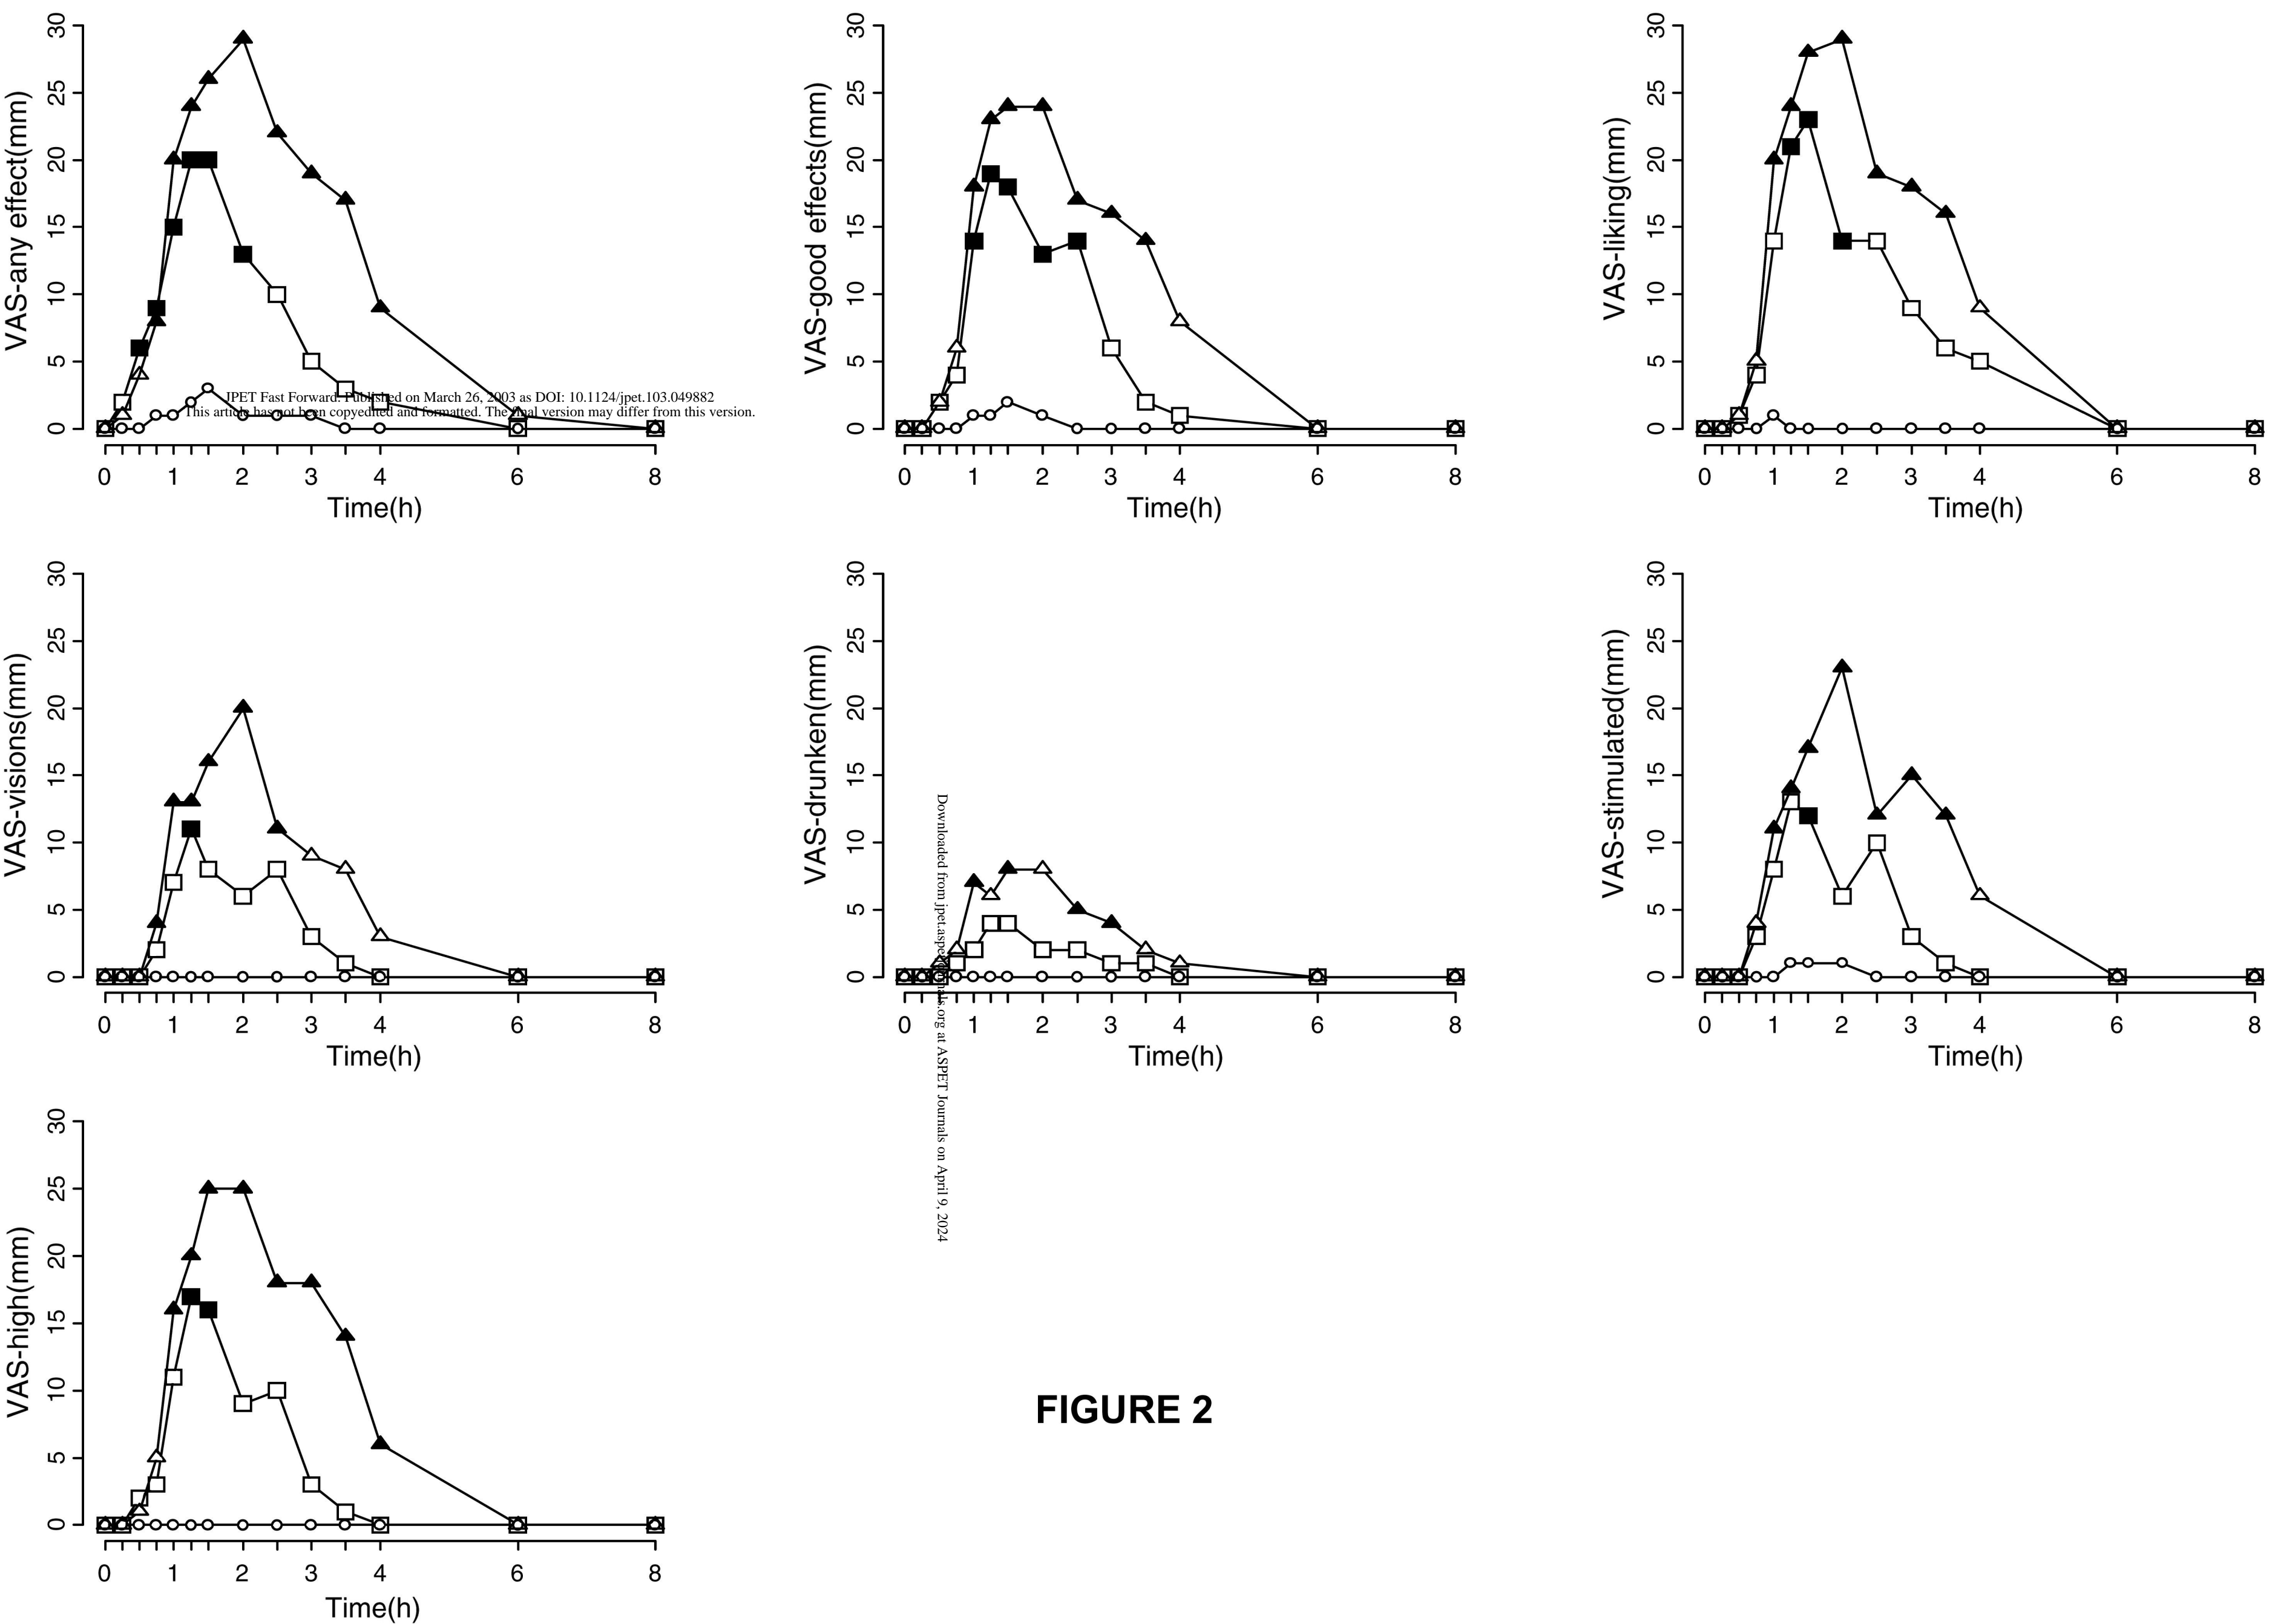 VAS-any effect(mm)
0 5 10 15 20 25 30
0 1 2 3 4 6 8
Time(h)
JPET Fast Forward. Published on March 26, 2003 as DOI: 10.1124/jpet.103.049882
This article has not been copyedited and formatted. The final version may differ from this version.
VAS-good effects(mm)
0 5 10 15 20 25 30
0 1 2 3 4 6 8
Time(h)
VAS-liking(mm)
0 5 10 15 20 25 30
0 1 2 3 4 6 8
Time(h)
VAS-visions(mm)
0 5 10 15 20 25 30
0 1 2 3 4 6 8
Time(h)
VAS-drunken(mm)
0 5 10 15 20 25 30
0 1 2 3 4 6 8
Time(h)
Downloaded from jpet.aspetjournals.org at ASPET Journals on April 9, 2024
VAS-stimulated(mm)
0 5 10 15 20 25 30
0 1 2 3 4 6 8
Time(h)
VAS-high(mm)
0 5 10 15 20 25 30
0 1 2 3 4 6 8
Time(h)
FIGURE 2